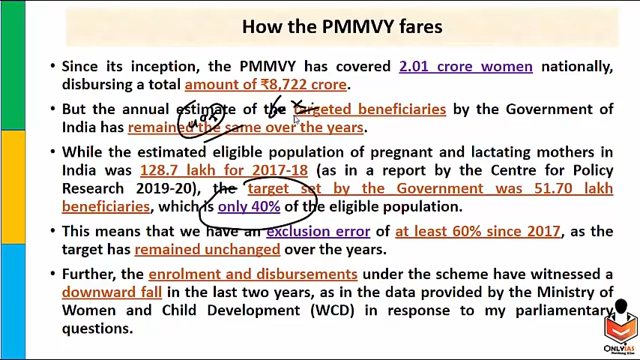 How the PMMVY fares
Since its inception, the PMMVY has covered 2.01 crore women nationally,
disbursing a total amount of ₹8,722 crore.
But the annual estimate of the targeted beneficiaries by the Government of
India has remained the same over the years.
While the estimated eligible population of pregnant and lactating mothers in
India was 128.7 lakh for 2017-18 (as in a report by the Centre for Policy
Research 2019-20), the target set by the Government was 51.70 lakh
beneficiaries, which is only 40% of the eligible population.
This means that we have an exclusion error of at least 60% since 2017, as the
target has remained unchanged over the years.
Further, the enrolment and disbursements under the scheme have witnessed a
downward fall in the last two years, as in the data provided by the Ministry of
Women and Child Development (WCD) in response to my parliamentary
questions.
ONLYIAS